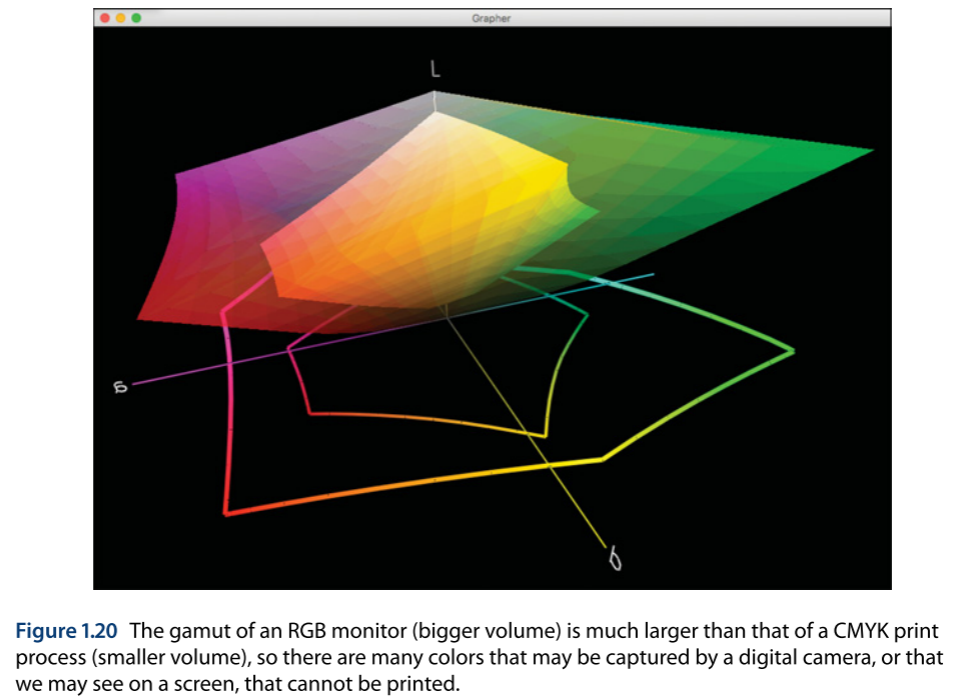 Grapher
L
a
b
Figure 1.20 The gamut of an RGB monitor (bigger volume) is much larger than that of a CMYK print
process (smaller volume), so there are many colors that may be captured by a digital camera, or that
we may see on a screen, that cannot be printed.